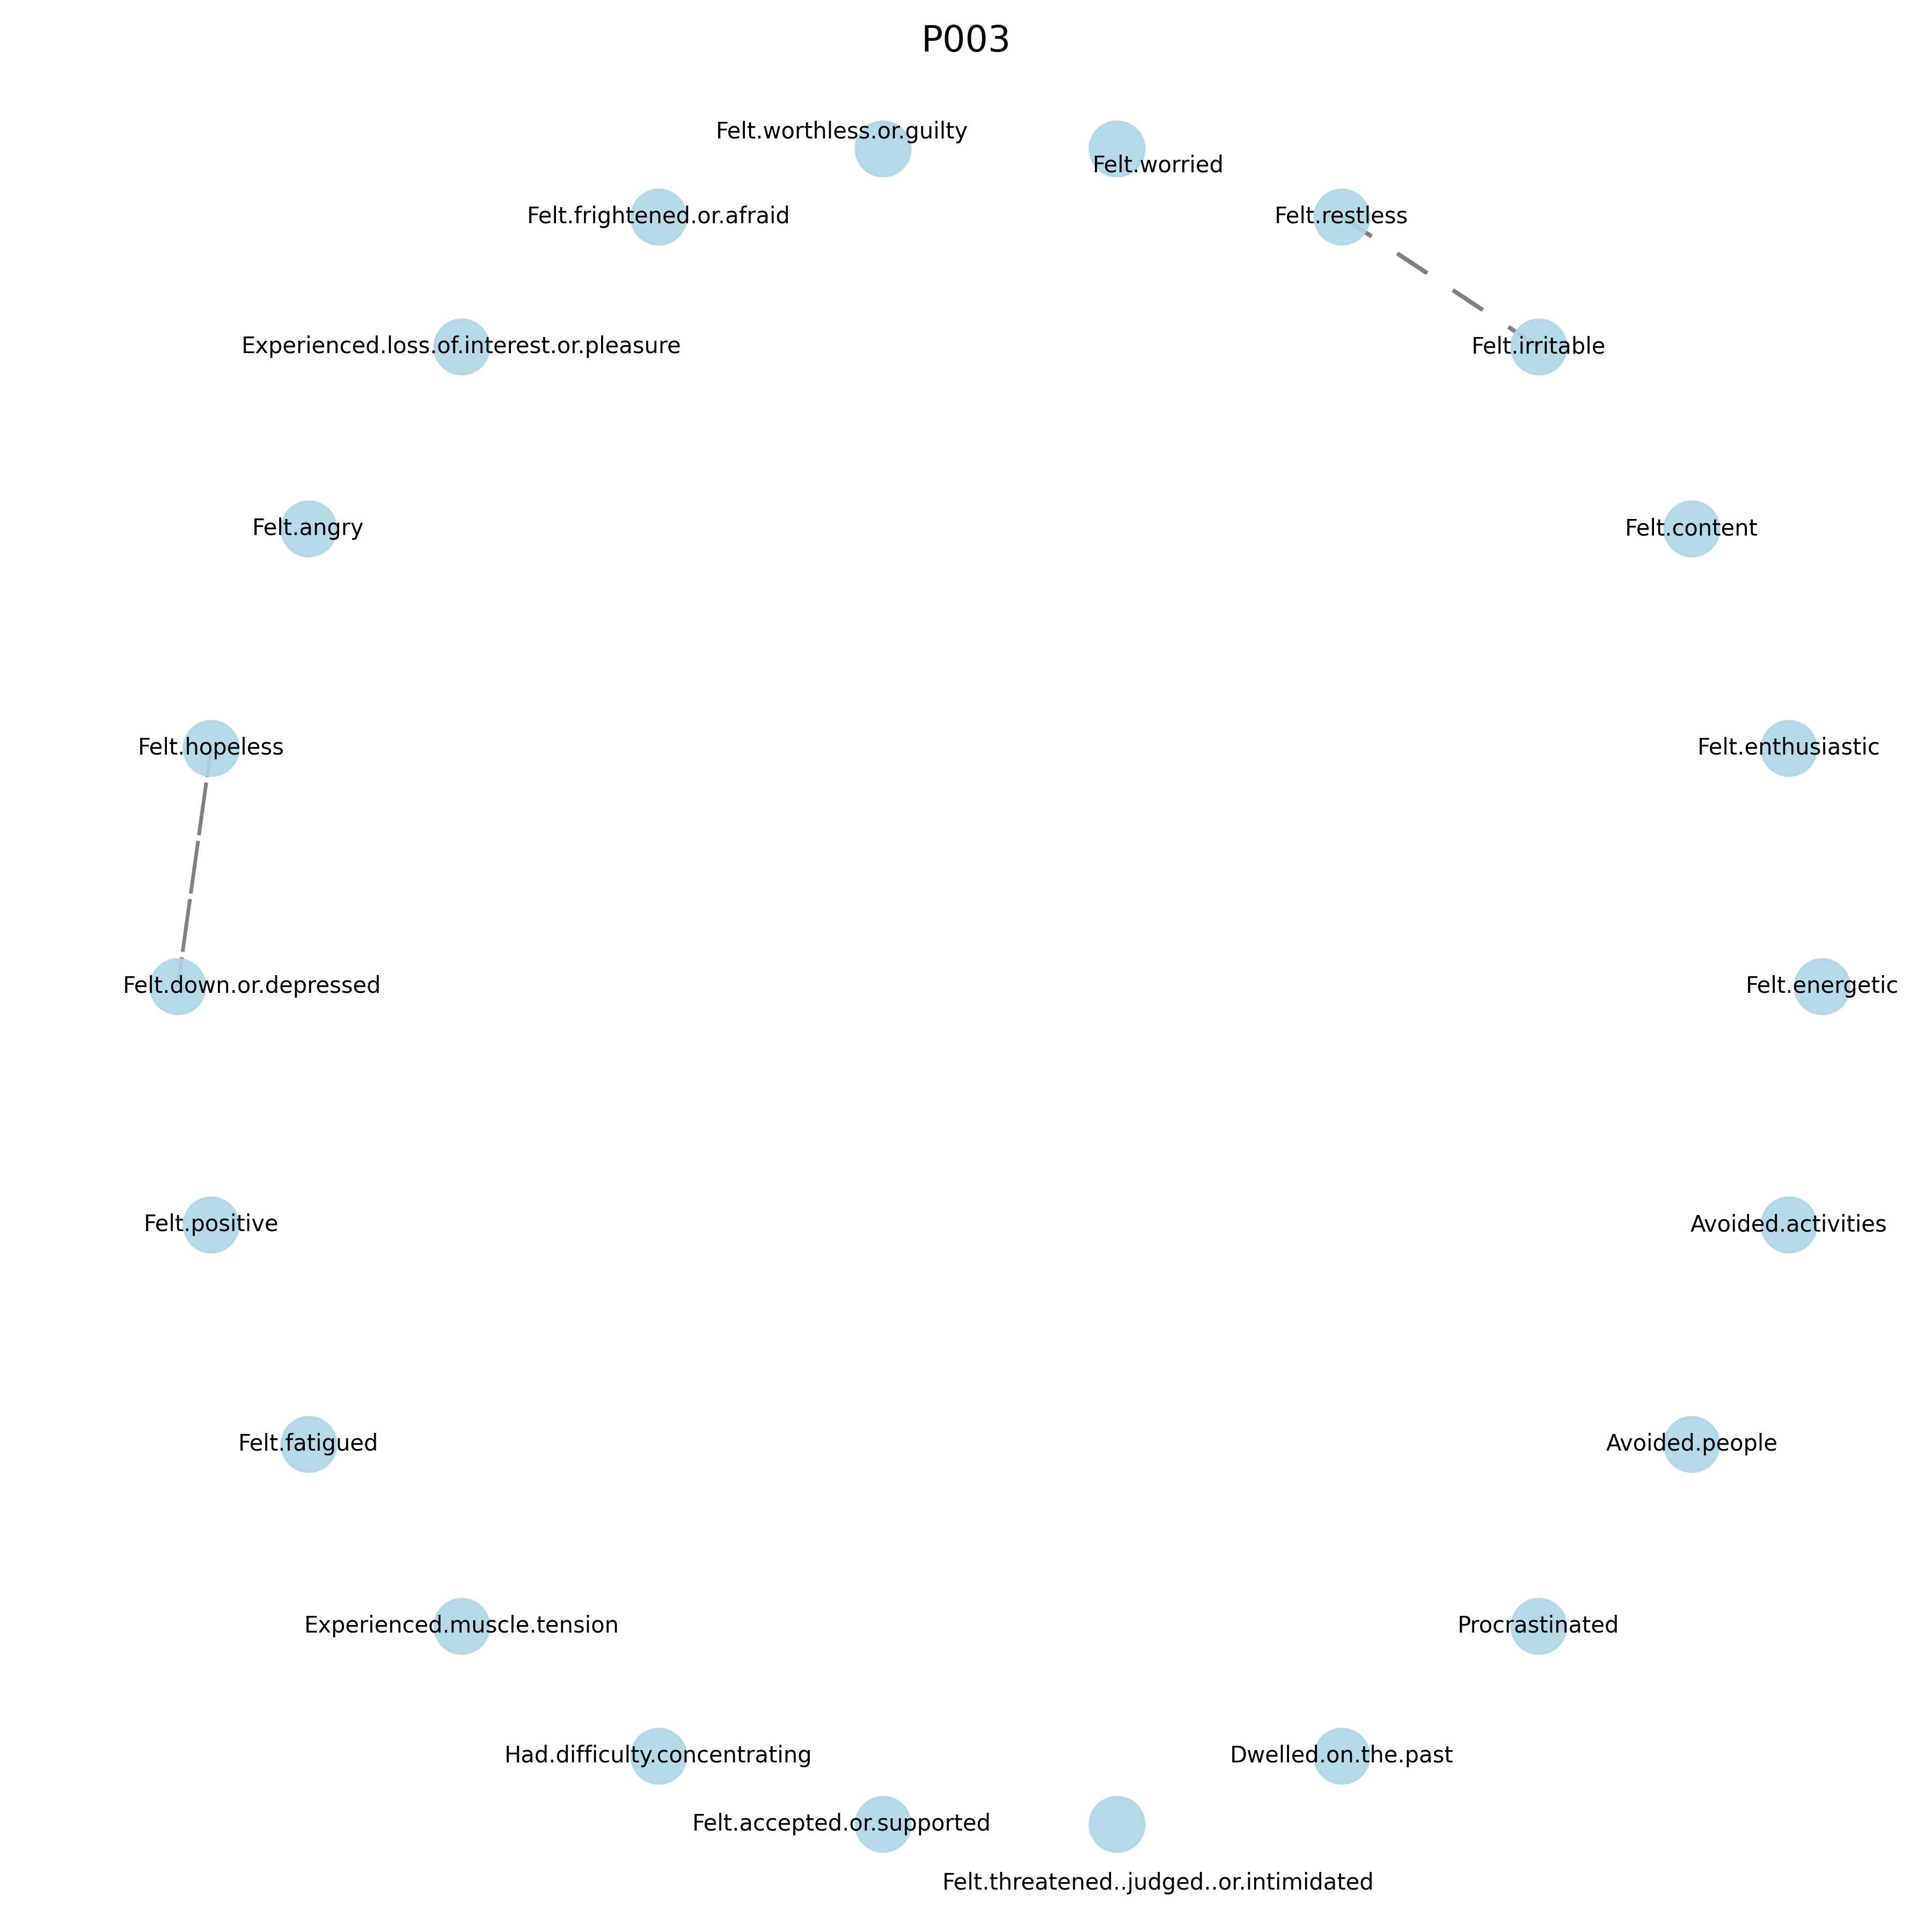 P003
Felt.worthless.or.guilty
Felt.worried
Felt.frightened.or.afraid
Felt.restless
Experienced.loss.of.interest.or.pleasure
Felt.irritable
Felt.angry
Felt.content
Felt.hopeless
Felt.enthusiastic
Felt.down.or.depressed
Felt.energetic
Felt.positive
Avoided.activities
Felt.fatigued
Avoided.people
Experienced.muscle.tension
Procrastinated
Had.difficulty.concentrating
Dwelled.on.the.past
Felt.accepted.or.supported
Felt.threatened..judged..or.intimidated